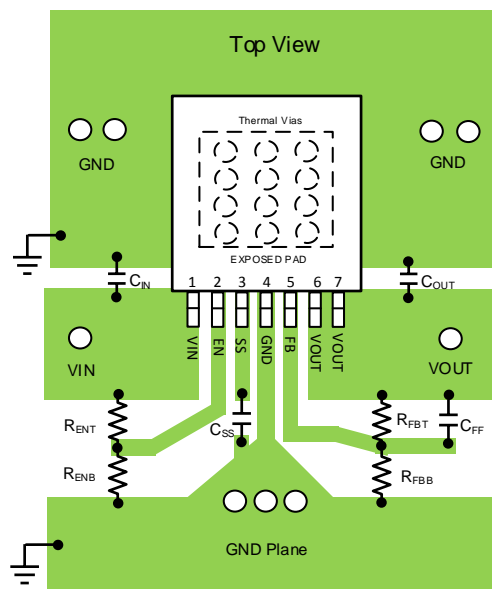 Top View
Thermal Vias
GND
GND
EXPOSED PAD
CIN
1 2 3 4 5 6 7
COUT
VIN EN SS GND FB VOUT VOUT
VIN
VOUT
RENT
CSS
RFBT
CFF
RENB
RFBB
GND Plane